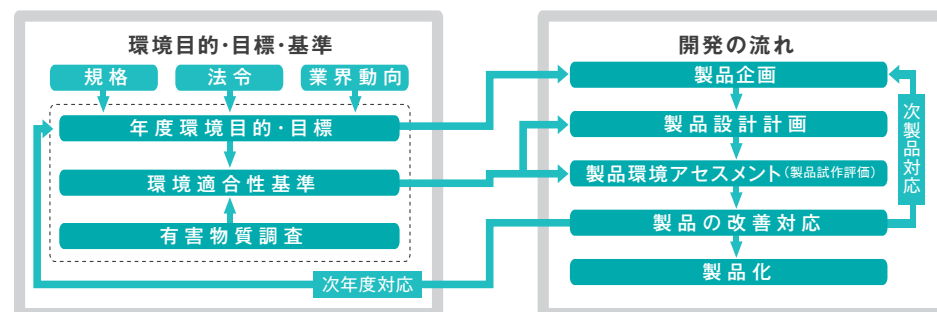 環境目的・目標・基準
規格
法令
業界動向
年度環境目的・目標
環境適合性基準
有害物質調査
次年度対応
開発の流れ
製品企画
製品設計計画
製品環境アセスメント(製品試作評価)
製品の改善対応
製品化
次製品対応